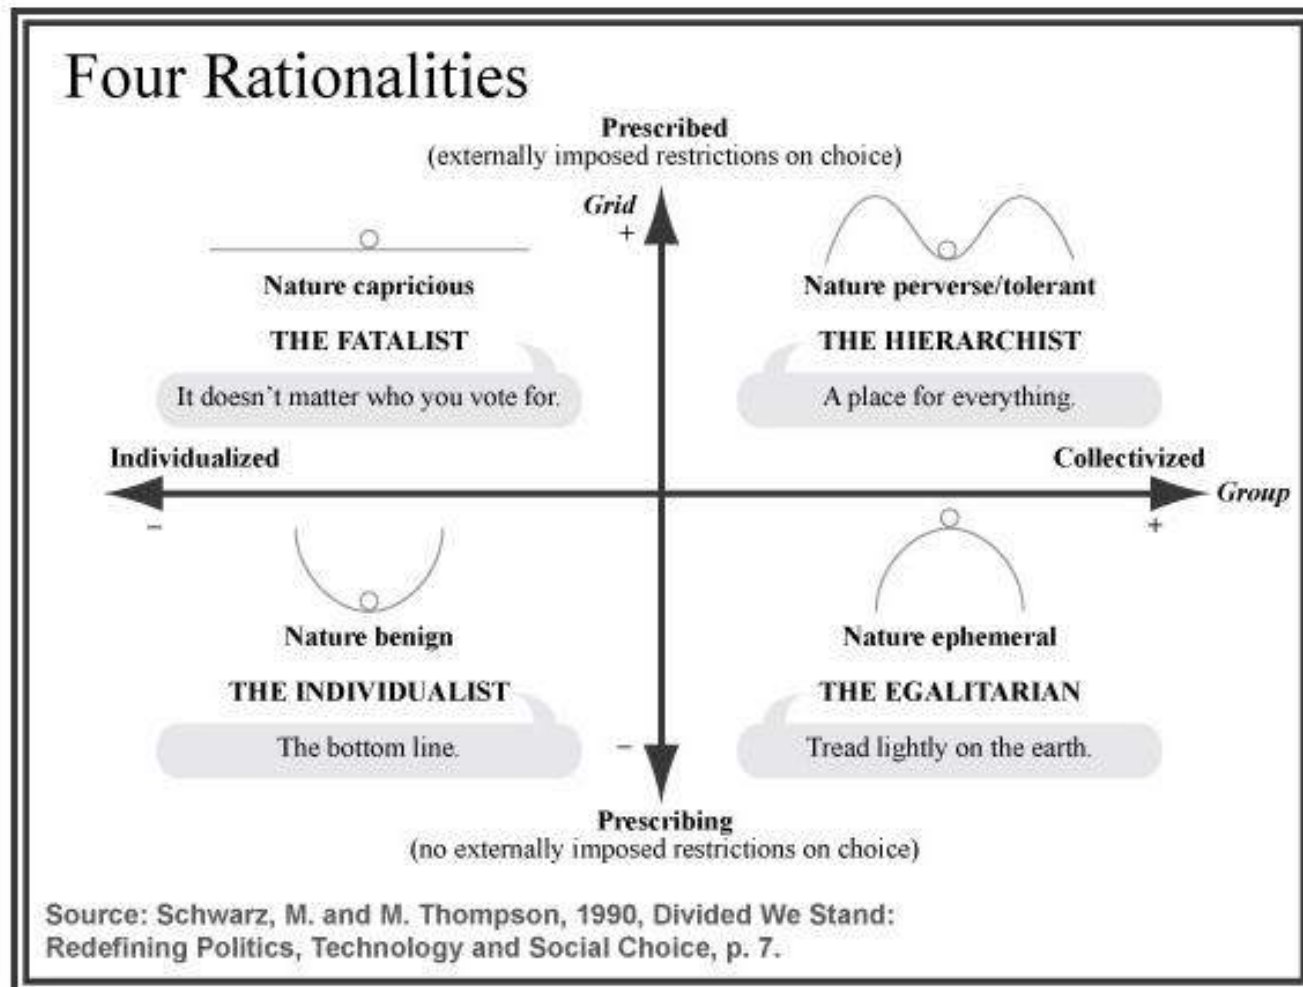 Four Rationalities
Prescribed
(externally imposed restrictions on choice)
Grid
+
Nature capricious
THE FATALIST
It doesn't matter who you vote for.
Nature perverse/tolerant
THE HIERARCHIST
A place for everything.
Individualized
Collectivized
Group
–
+
Nature benign
THE INDIVIDUALIST
The bottom line.
Nature ephemeral
THE EGALITARIAN
Tread lightly on the earth.
–
Prescribing
(no externally imposed restrictions on choice)
Source: Schwarz, M. and M. Thompson, 1990, Divided We Stand:
Redefining Politics, Technology and Social Choice, p. 7.